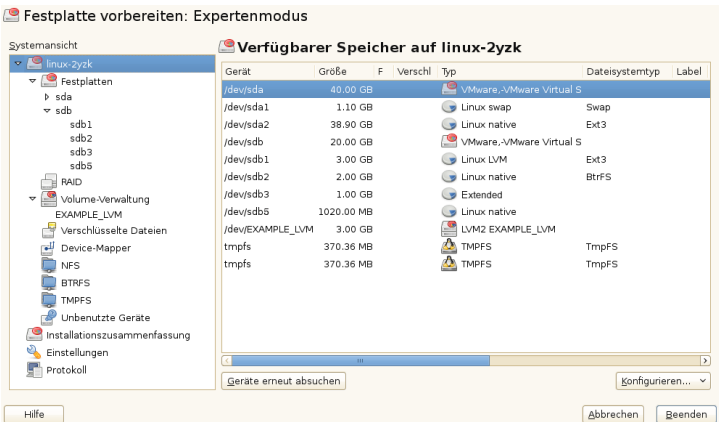 Festplatte vorbereiten: Expertenmodus
Systemansicht
linux-2yzk
Festplatten
sda
sdb
sdb1
sdb2
sdb3
sdb5
RAID
Volume-Verwaltung
EXAMPLE_LVM
Verschlüsselte Dateien
Device-Mapper
NFS
BTRFS
TMPFS
Unbenutzte Geräte
Installationszusammenfassung
Einstellungen
Protokoll
Verfügbarer Speicher auf linux-2yzk
Gerät Größe F Verschl Typ Dateisystemtyp Label
/dev/sda 40.00 GB VMware,-VMware Virtual S
/dev/sda1 1.10 GB Linux swap Swap
/dev/sda2 38.90 GB Linux native Ext3
/dev/sdb 20.00 GB VMware,-VMware Virtual S
/dev/sdb1 3.00 GB Linux LVM Ext3
/dev/sdb2 2.00 GB Linux native BtrFS
/dev/sdb3 1.00 GB Extended
/dev/sdb5 1020.00 MB Linux native
/dev/EXAMPLE_LVM 3.00 GB LVM2 EXAMPLE_LVM
tmpfs 370.36 MB TMPFS TmpFS
tmpfs 370.36 MB TMPFS TmpFS
Geräte erneut absuchen Konfigurieren...
Hilfe Abbrechen Beenden